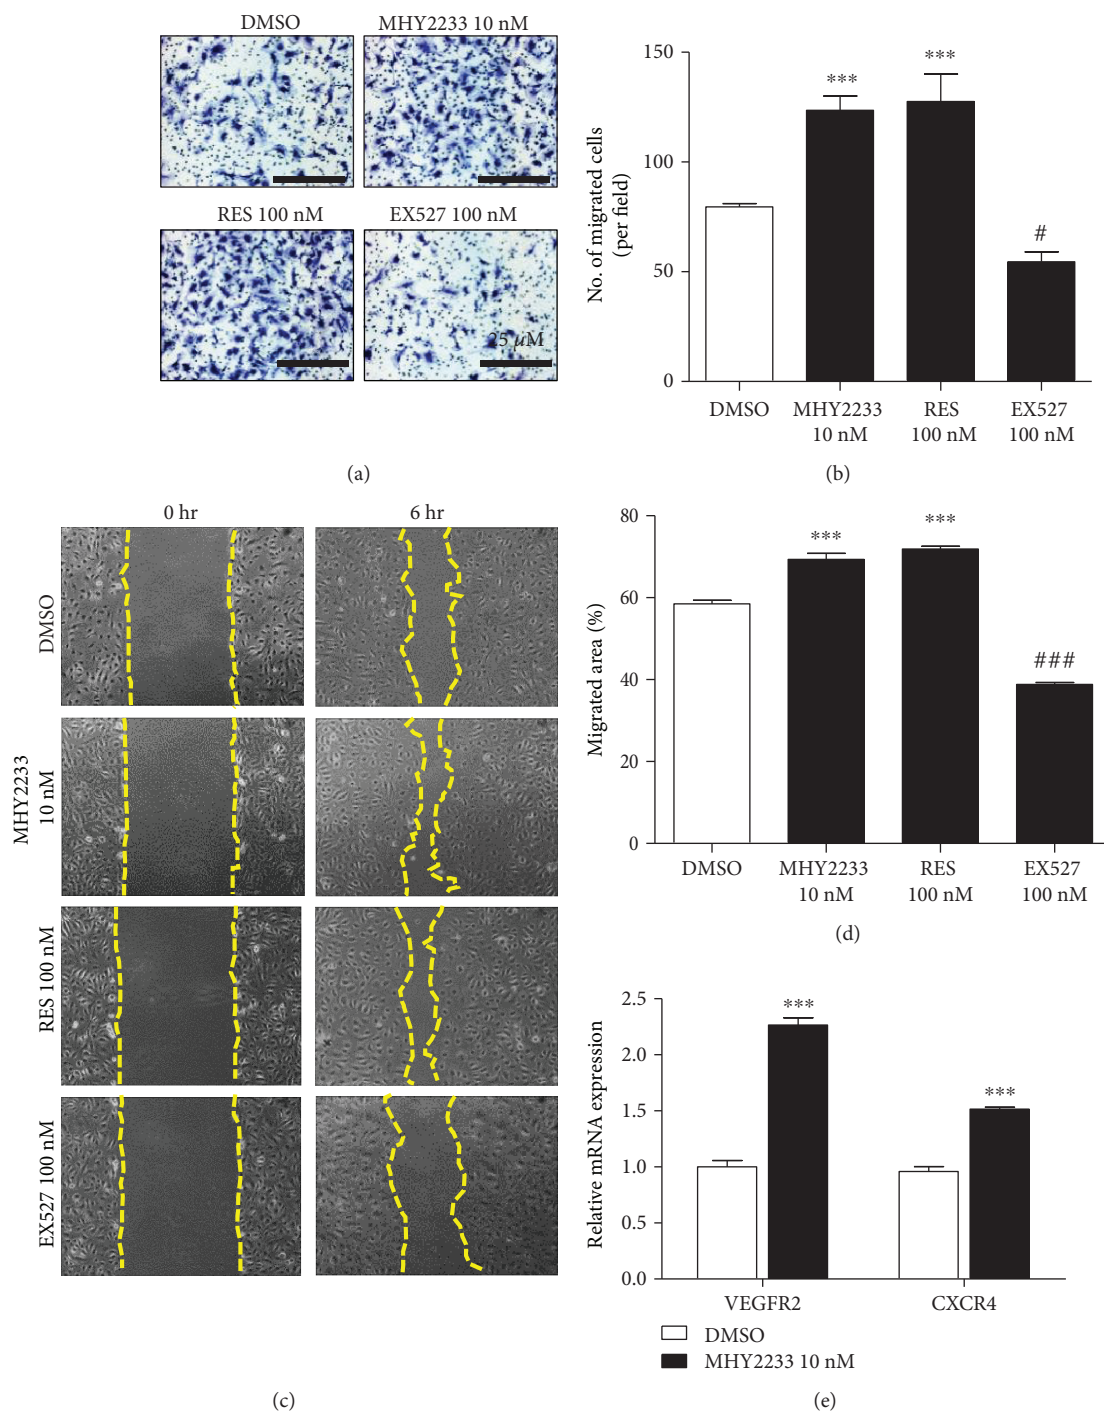 DMSO
MHY2233 10 nM
RES 100 nM
EX527 100 nM
25 μM
(a)
150
100
50
0
No. of migrated cells
(per field)
***
***
#
DMSO
MHY2233
10 nM
RES
100 nM
EX527
100 nM
(b)
0 hr
6 hr
DMSO
MHY2233
10 nM
RES 100 nM
EX527 100 nM
(c)
80
60
40
20
0
Migrated area (%)
***
***
###
DMSO
MHY2233
10 nM
RES
100 nM
EX527
100 nM
(d)
2.5
2.0
1.5
1.0
0.5
0.0
Relative mRNA expression
***
***
VEGFR2
CXCR4
DMSO
MHY2233 10 nM
(e)